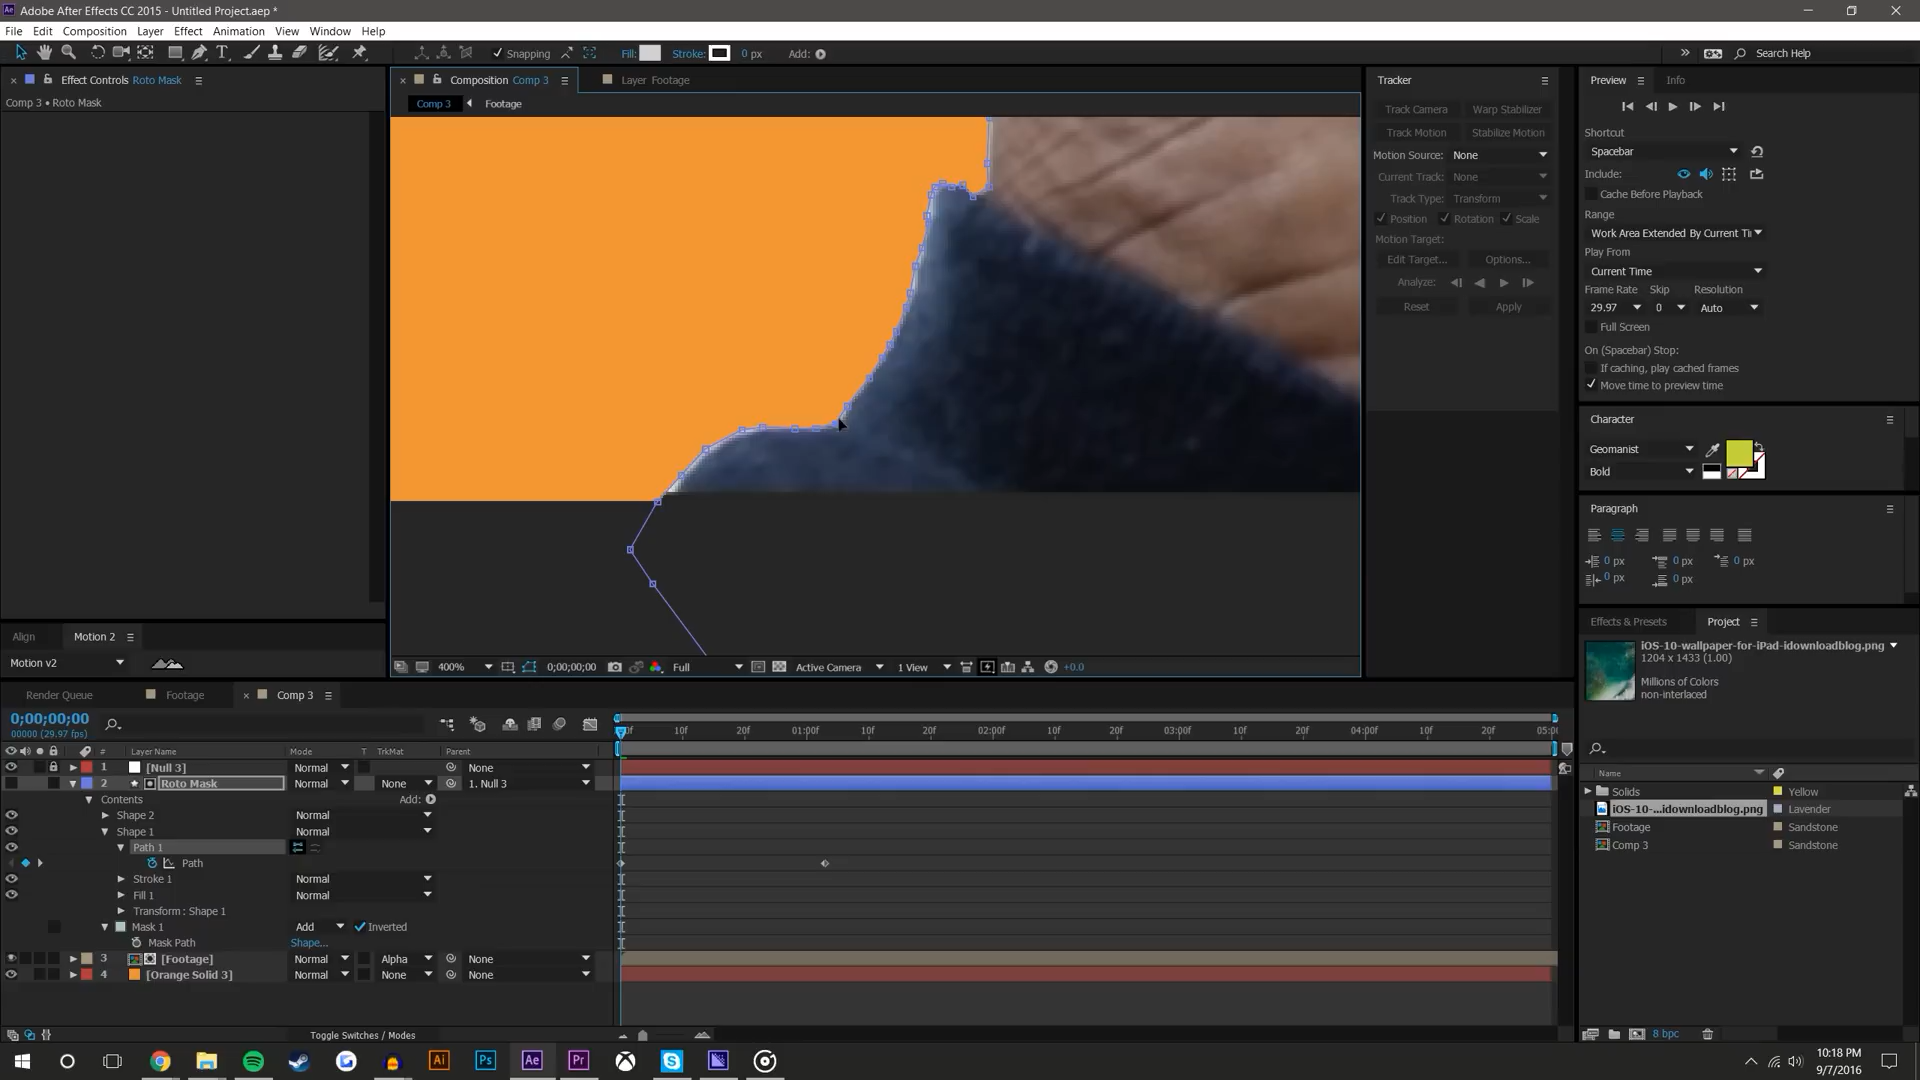 Adobe After Effects CC 2015 - Untitled Project.aep *
File Edit Composition Layer Effect Animation View Window Help
Snapping Fill: Stroke: 0 px Add: Search Help
Effect Controls Roto Mask
Comp 3 • Roto Mask
Composition Comp 3 Layer Footage
Comp 3 Footage
Tracker
Track Camera Warp Stabilizer
Track Motion Stabilize Motion
Motion Source: None
Current Track: None
Track Type: Transform
Position Rotation Scale
Motion Target:
Edit Target... Options...
Analyze:
Reset Apply
Preview Info
Shortcut
Spacebar
Include:
Cache Before Playback
Range
Work Area Extended By Current Ti
Play From
Current Time
Frame Rate Skip Resolution
29.97 0 Auto
Full Screen
On (Spacebar) Stop:
If caching, play cached frames
Move time to preview time
Character
Geomanist
Bold
Paragraph
0 px 0 px 0 px
0 px 0 px
Align Motion 2
Motion v2
400% 0;00;00;00 Full Active Camera 1 View +0.0
Effects & Presets Project
iOS-10-wallpaper-for-iPad-idownloadblog.png
1204 x 1433 (1.00)
Millions of Colors
non-interlaced
Name
Solids Yellow
iOS-10-...idownloadblog.png Lavender
Footage Sandstone
Comp 3 Sandstone
8 bpc
Render Queue Footage Comp 3
0;00;00;00
00000 (29.97 fps)
# Layer Name Mode T TrkMat Parent
0f 10f 20f 01:00f 10f 20f 02:00f 10f 20f 03:00f 10f 20f 04:00f 10f 20f 05:00
1 [Null 3] Normal None
2 Roto Mask Normal None 1. Null 3
Contents Add:
Shape 2 Normal
Shape 1 Normal
Path 1
Path
Stroke 1 Normal
Fill 1 Normal
Transform : Shape 1
Mask 1 Add Inverted
Mask Path Shape...
3 [Footage] Normal Alpha None
4 [Orange Solid 3] Normal None None
Toggle Switches / Modes
Ai Ps Ae Pr
10:18 PM
9/7/2016